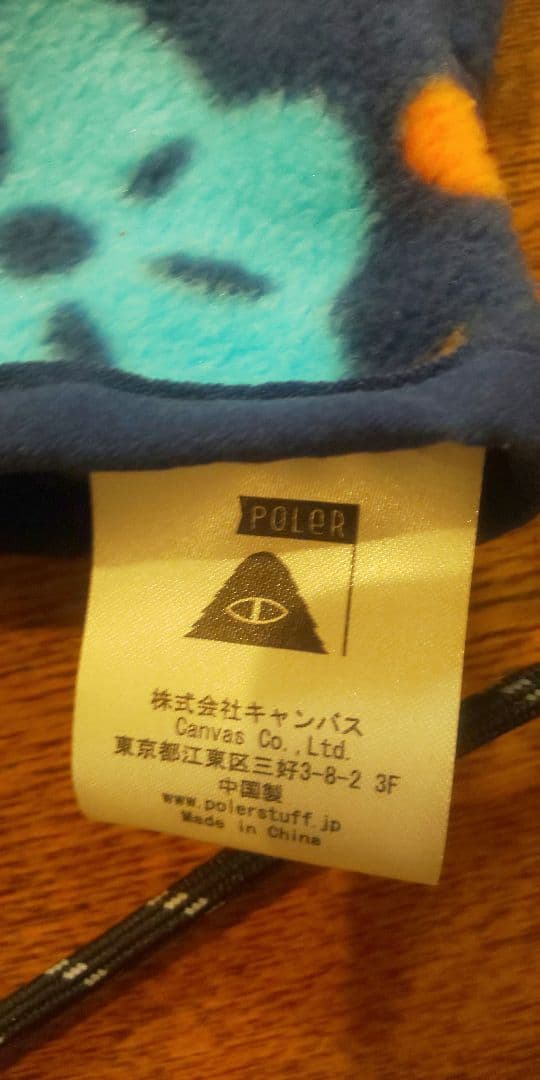 POLeR
株式会社キャンバス
Canvas Co.,Ltd.
東京都江東区三好3-8-2 3F
中国製
www.polerstuff.jp
Made in China